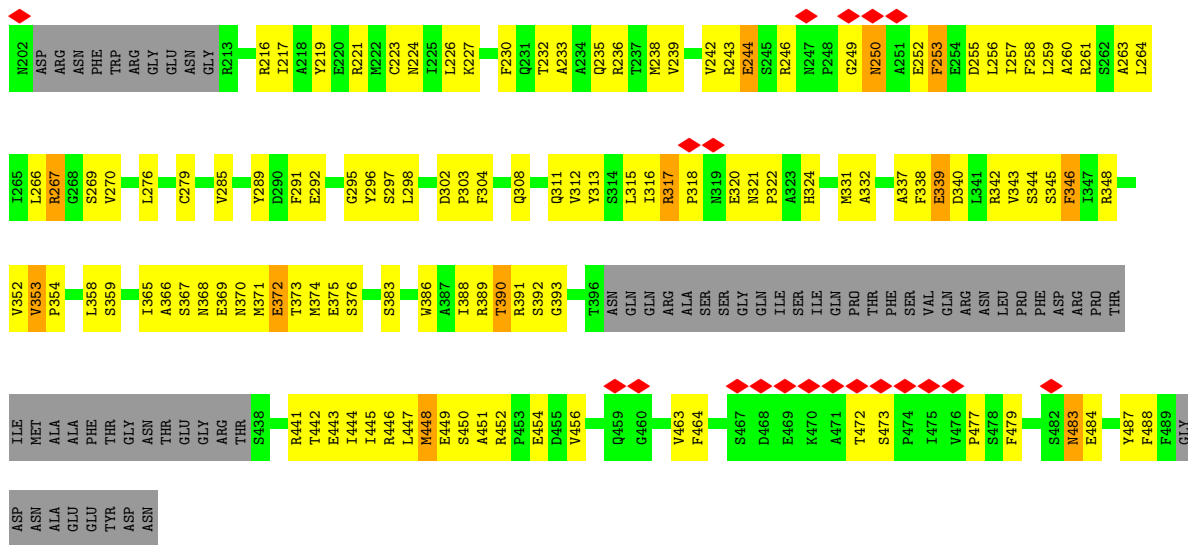 N202 ASP ARG ASN PHE TRP ARG GLY GLU ASN GLY R213 R216 I217 A218 Y219 E220 R221 M222 C223 N224 I225 L226 K227 F230 Q231 T232 A233 A234 Q235 R236 T237 M238 V239 V242 R243 E244 S245 R246 N247 P248 G249 N250 A251 E252 F253 E254 D255 L256 I257 F258 L259 A260 R261 S262 A263 L264
I265 L266 R267 G268 S269 V270 L276 C279 V285 Y289 D290 F291 E292 G295 Y296 S297 L298 D302 P303 F304 Q308 Q311 V312 Y313 S314 L315 I316 R317 P318 N319 E320 N321 P322 A323 H324 M331 A332 A337 F338 E339 D340 L341 R342 V343 S344 S345 F346 I347 R348
V352 V353 P354 L358 S359 I365 A366 S367 N368 E369 N370 M371 E372 T373 M374 E375 S376 S383 W386 A387 I388 R389 T390 R391 S392 G393 T396 ASN GLN GLN ARG ALA SER SER GLY GLN ILE SER ILE GLN PRO THR PHE SER VAL GLN ARG ASN LEU PRO PHE ASP ARG PRO THR
ILE MET ALA ALA PHE THR GLY ASN THR GLU GLY ARG THR S438 R441 T442 E443 I444 I445 R446 L447 M448 E449 S450 A451 R452 P453 E454 D455 V456 Q459 G460 V463 F464 S467 D468 E469 K470 A471 T472 S473 P474 I475 V476 P477 S478 F479 S482 N483 E484 Y487 F488 F489 GLY
ASP ASN ALA GLU GLU TYR ASP ASN